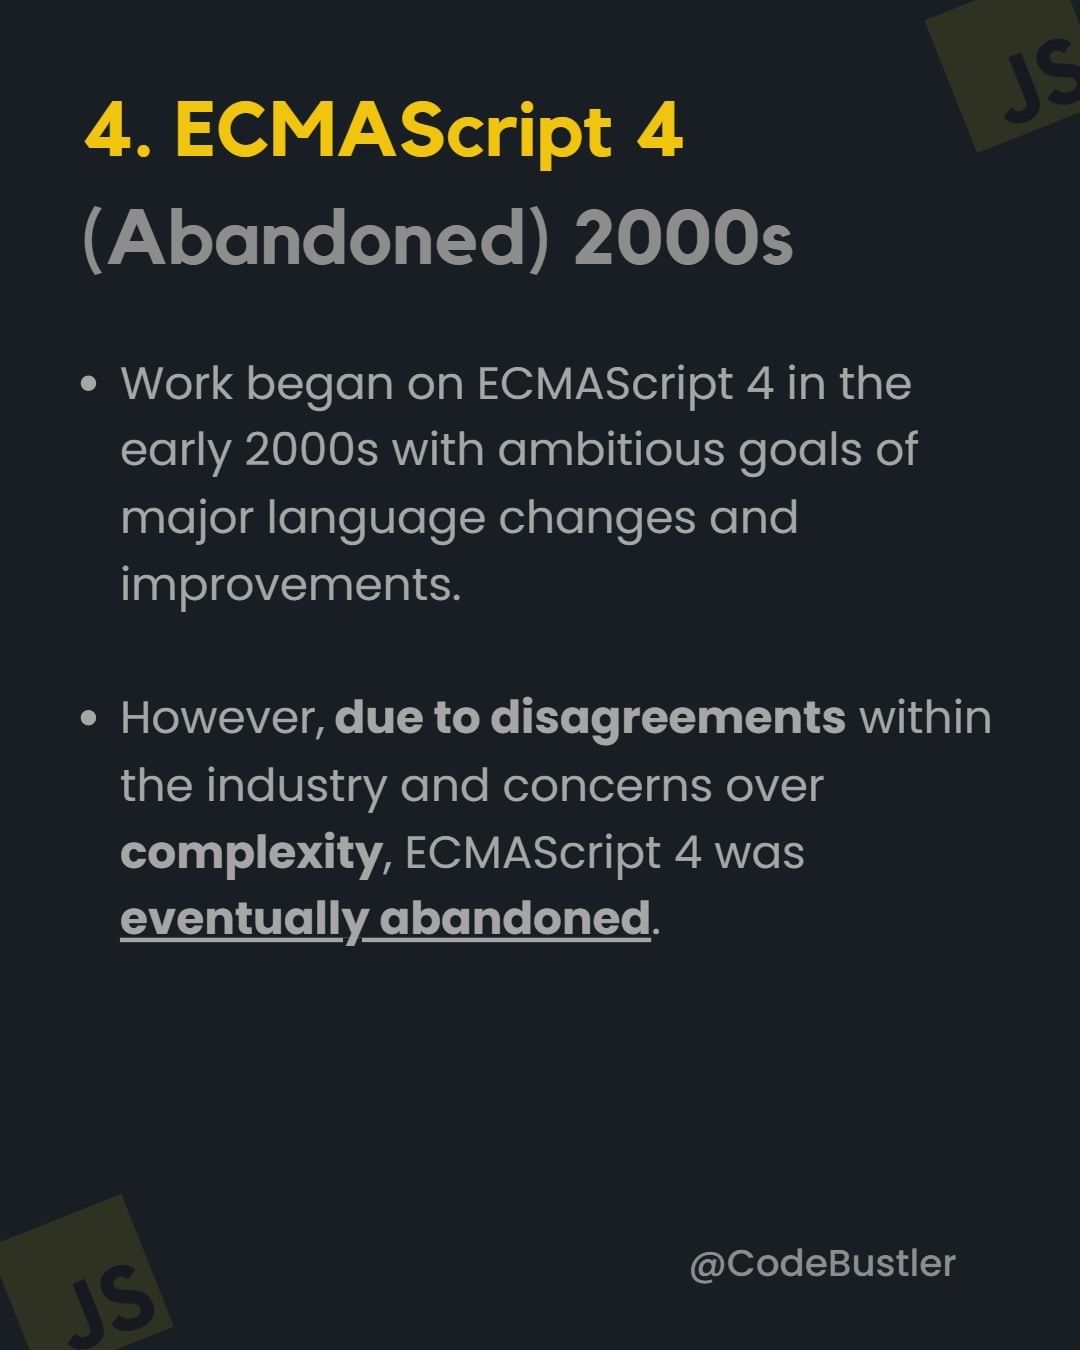 JS
4. ECMAScript 4
(Abandoned) 2000s
• Work began on ECMAScript 4 in the
early 2000s with ambitious goals of
major language changes and
improvements.
• However, due to disagreements within
the industry and concerns over
complexity, ECMAScript 4 was
eventually abandoned.
@CodeBustler
JS